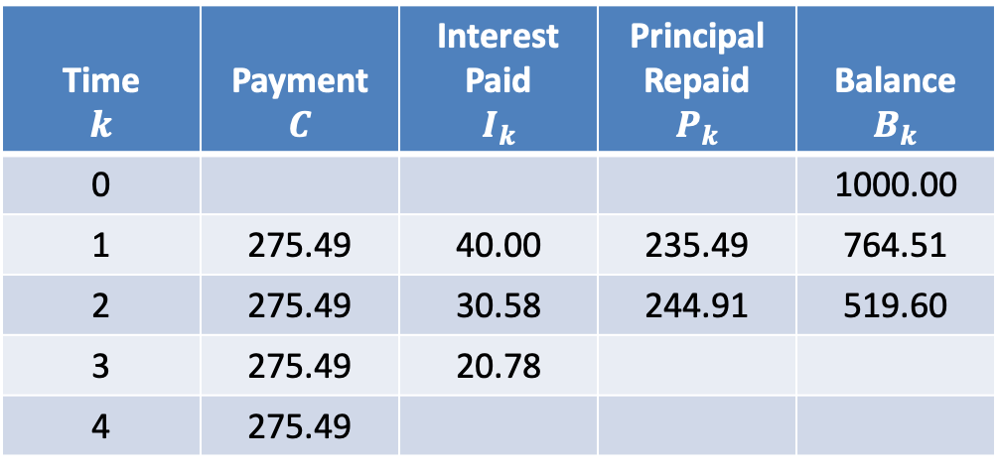 Time k Payment C Interest Paid I_k Principal Repaid P_k Balance B_k
0 1000.00
1 275.49 40.00 235.49 764.51
2 275.49 30.58 244.91 519.60
3 275.49 20.78
4 275.49